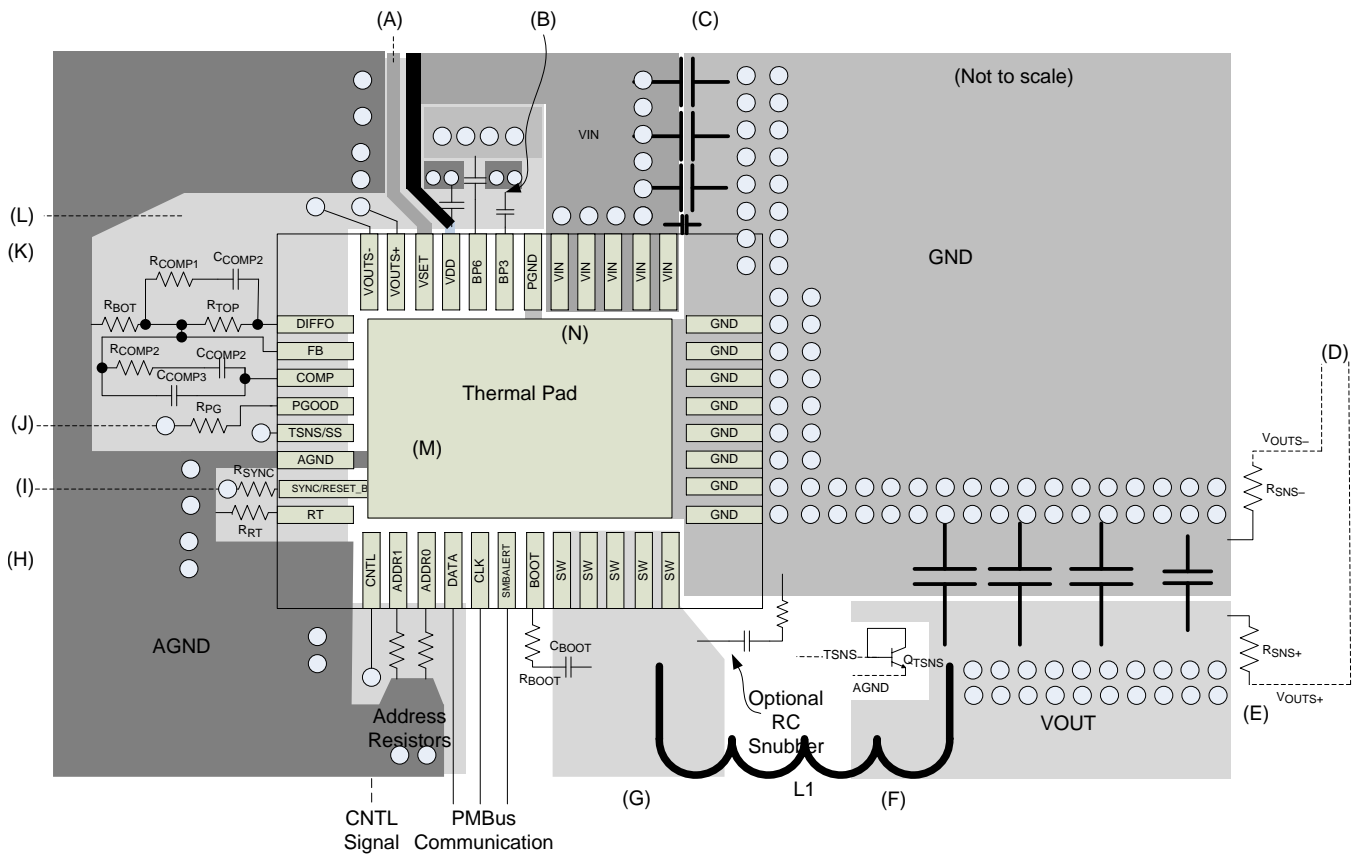 (A)
(B)
(C)
(Not to scale)
VIN
(L)
(K)
GND
VOUTS-
VOUTS+
VSET
VDD
BP6
BP3
PGND
VIN
VIN
VIN
VIN
VIN
RCOMP1
CCOMP2
RBOT
RTOP
RCOMP2
CCOMP2
CCOMP3
RPG
(J)
DIFFO
FB
COMP
PGOOD
TSNS/SS
AGND
SYNC/RESET_B
RT
(N)
Thermal Pad
(M)
GND
GND
GND
GND
GND
GND
GND
GND
(D)
VOUTS–
RSNS–
(I)
RSYNC
RRT
(H)
CNTL
ADDR1
ADDR0
DATA
CLK
SMBALERT
BOOT
SW
SW
SW
SW
SW
AGND
CBOOT
RBOOT
TSNS
QTSNS
AGND
RSNS+
VOUTS+
(E)
Address
Resistors
Optional
RC
Snubber
VOUT
L1
(G)
(F)
CNTL
Signal
PMBus
Communication